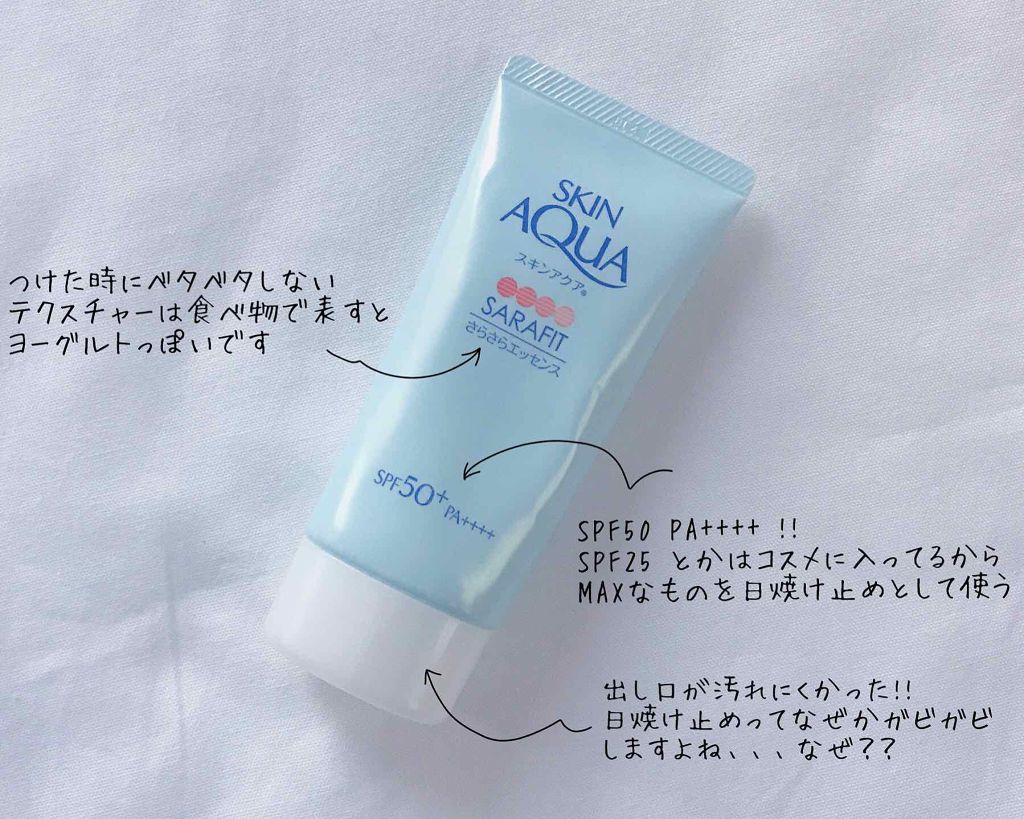 SKIN
AQUA
スキンアクア®
SARAFIT
さらさらエッセンス
SPF50+
PA++++
つけた時にベタベタしない
テクスチャーは食べ物で表すと
ヨーグルトっぽいです
SPF50 PA++++ !!
SPF25 とかはコスメに入ってるから
MAXなものを日焼け止めとして使う
出し口が汚れにくかった!!
日焼け止めってなぜかガビガビ
しますよね、、、なぜ??